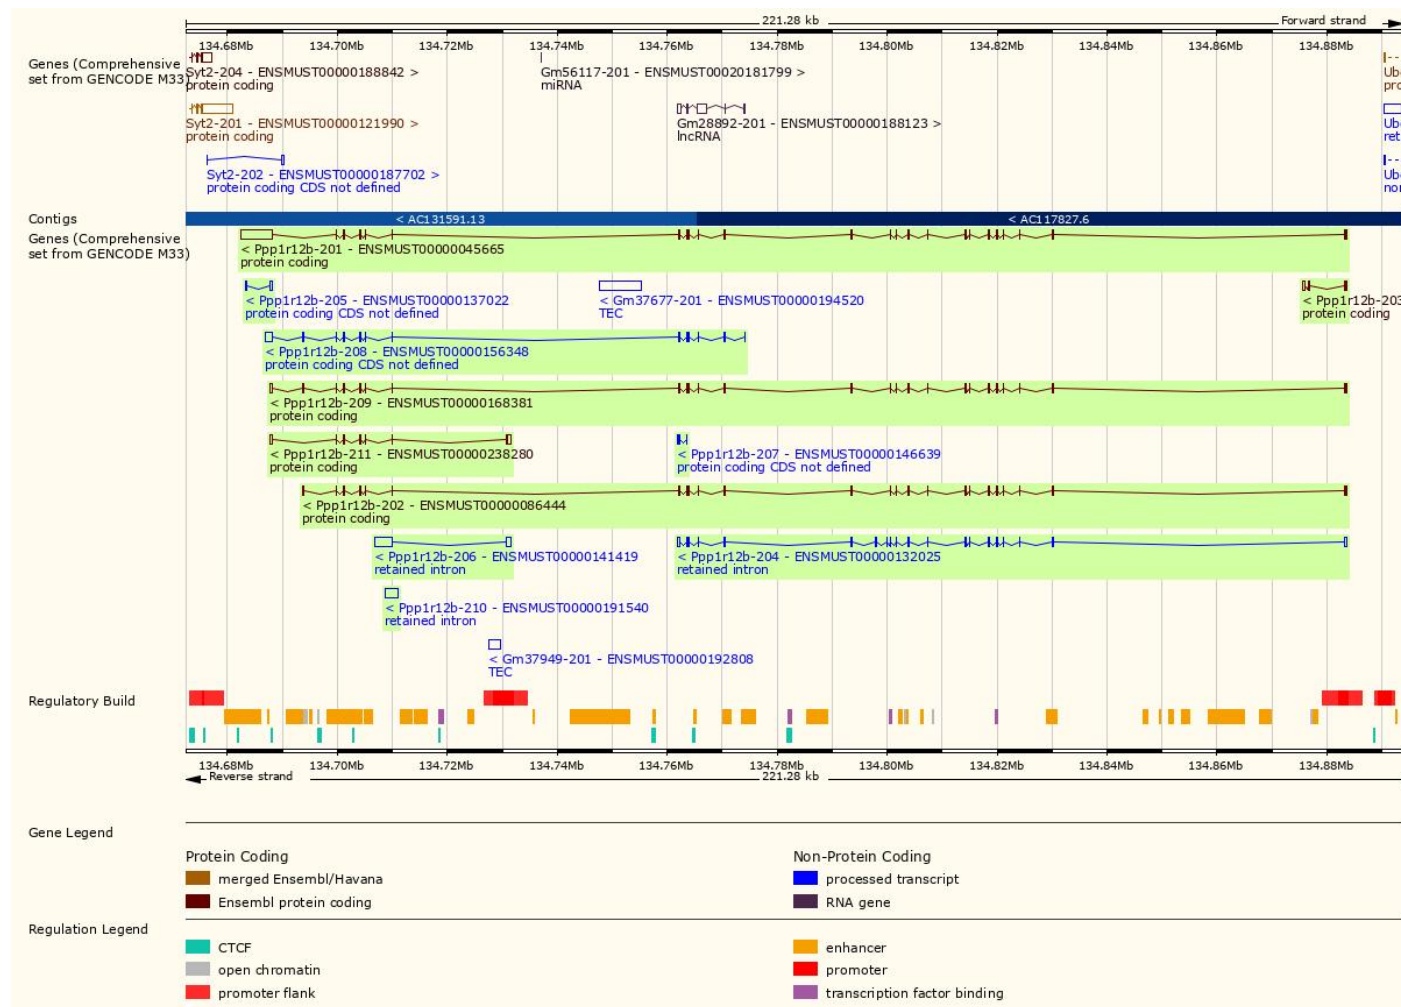 221.28 kb Forward strand
134.68Mb 134.70Mb 134.72Mb 134.74Mb 134.76Mb 134.78Mb 134.80Mb 134.82Mb 134.84Mb 134.86Mb 134.88Mb
Genes (Comprehensive
set from GENCODE M33)
Syt2-204 - ENSMUST00000188842 >
protein coding
Gm56117-201 - ENSMUST00020181799 >
miRNA
Ub
pro
Syt2-201 - ENSMUST00000121990 >
protein coding
Gm28892-201 - ENSMUST00000188123 >
lncRNA
Ub
ret
Syt2-202 - ENSMUST00000187702 >
protein coding CDS not defined
Ub
nor
Contigs
< AC131591.13 < AC117827.6
Genes (Comprehensive
set from GENCODE M33)
< Ppp1r12b-201 - ENSMUST00000045665
protein coding
< Ppp1r12b-205 - ENSMUST00000137022
protein coding CDS not defined
< Gm37677-201 - ENSMUST00000194520
TEC
< Ppp1r12b-203
protein coding
< Ppp1r12b-208 - ENSMUST00000156348
protein coding CDS not defined
< Ppp1r12b-209 - ENSMUST00000168381
protein coding
< Ppp1r12b-211 - ENSMUST00000238280
protein coding
< Ppp1r12b-207 - ENSMUST00000146639
protein coding CDS not defined
< Ppp1r12b-202 - ENSMUST00000086444
protein coding
< Ppp1r12b-206 - ENSMUST00000141419
retained intron
< Ppp1r12b-204 - ENSMUST00000132025
retained intron
< Ppp1r12b-210 - ENSMUST00000191540
retained intron
< Gm37949-201 - ENSMUST00000192808
TEC
Regulatory Build
134.68Mb 134.70Mb 134.72Mb 134.74Mb 134.76Mb 134.78Mb 134.80Mb 134.82Mb 134.84Mb 134.86Mb 134.88Mb
Reverse strand 221.28 kb
Gene Legend
Protein Coding
merged Ensembl/Havana
Ensembl protein coding
Non-Protein Coding
processed transcript
RNA gene
Regulation Legend
CTCF
open chromatin
promoter flank
enhancer
promoter
transcription factor binding